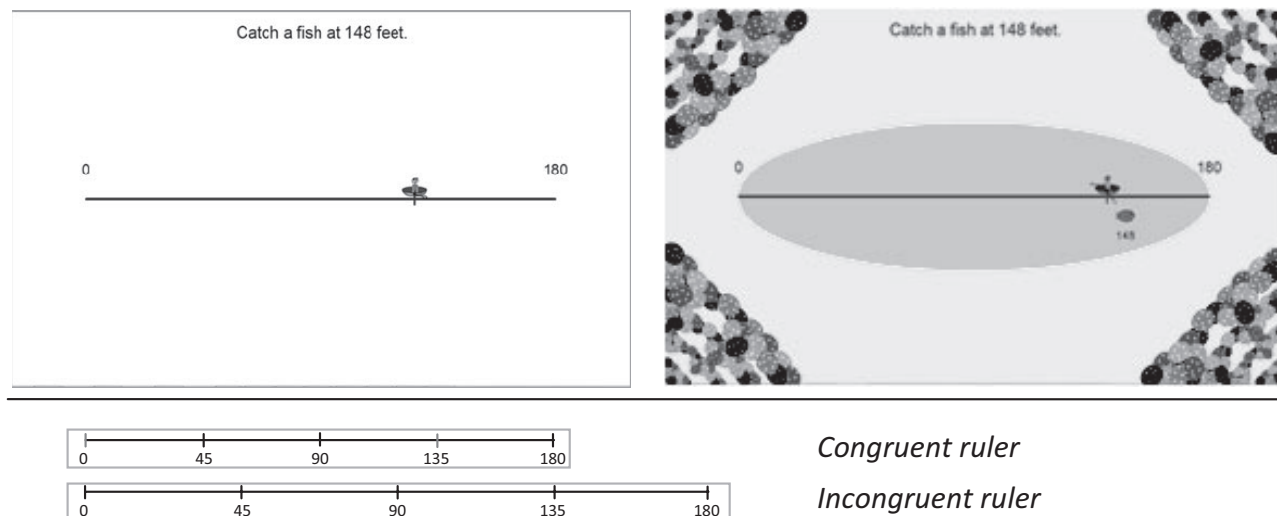 Catch a fish at 148 feet.
0 180
Catch a fish at 148 feet.
0 180
148
0 45 90 135 180
Congruent ruler
0 45 90 135 180
Incongruent ruler